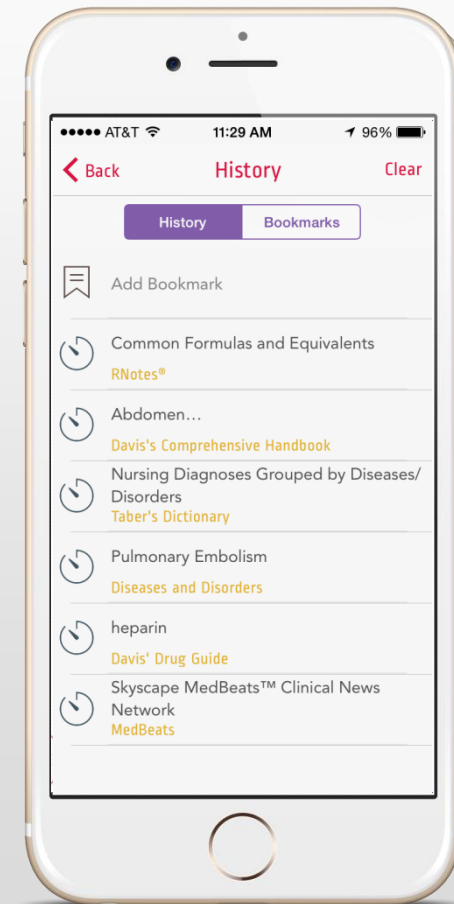 AT&T 11:29 AM 96%
Back History Clear
History Bookmarks
Add Bookmark
Common Formulas and Equivalents
RNotes®
Abdomen…
Davis's Comprehensive Handbook
Nursing Diagnoses Grouped by Diseases/
Disorders
Taber's Dictionary
Pulmonary Embolism
Diseases and Disorders
heparin
Davis' Drug Guide
Skyscape MedBeats™ Clinical News
Network
MedBeats